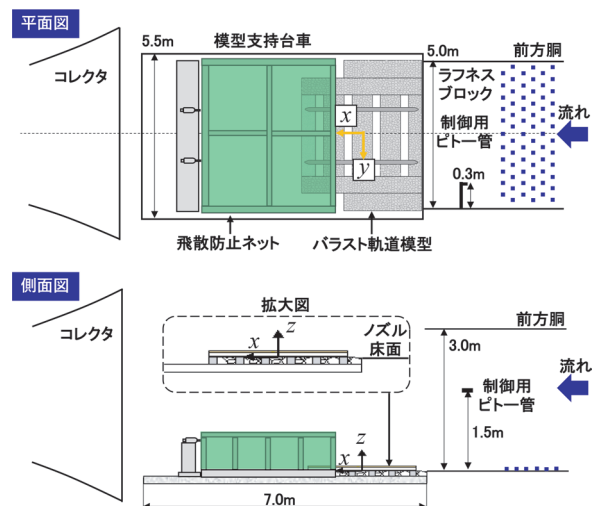 平面図
模型支持台車
5.5m
5.0m
前方胴
コレクタ
ラフネス
ブロック
x
制御用
ピトー管
流れ
y
0.3m
飛散防止ネット
バラスト軌道模型
側面図
拡大図
コレクタ
z
x
ノズル
床面
前方胴
3.0m
流れ
制御用
ピトー管
1.5m
z
x
7.0m